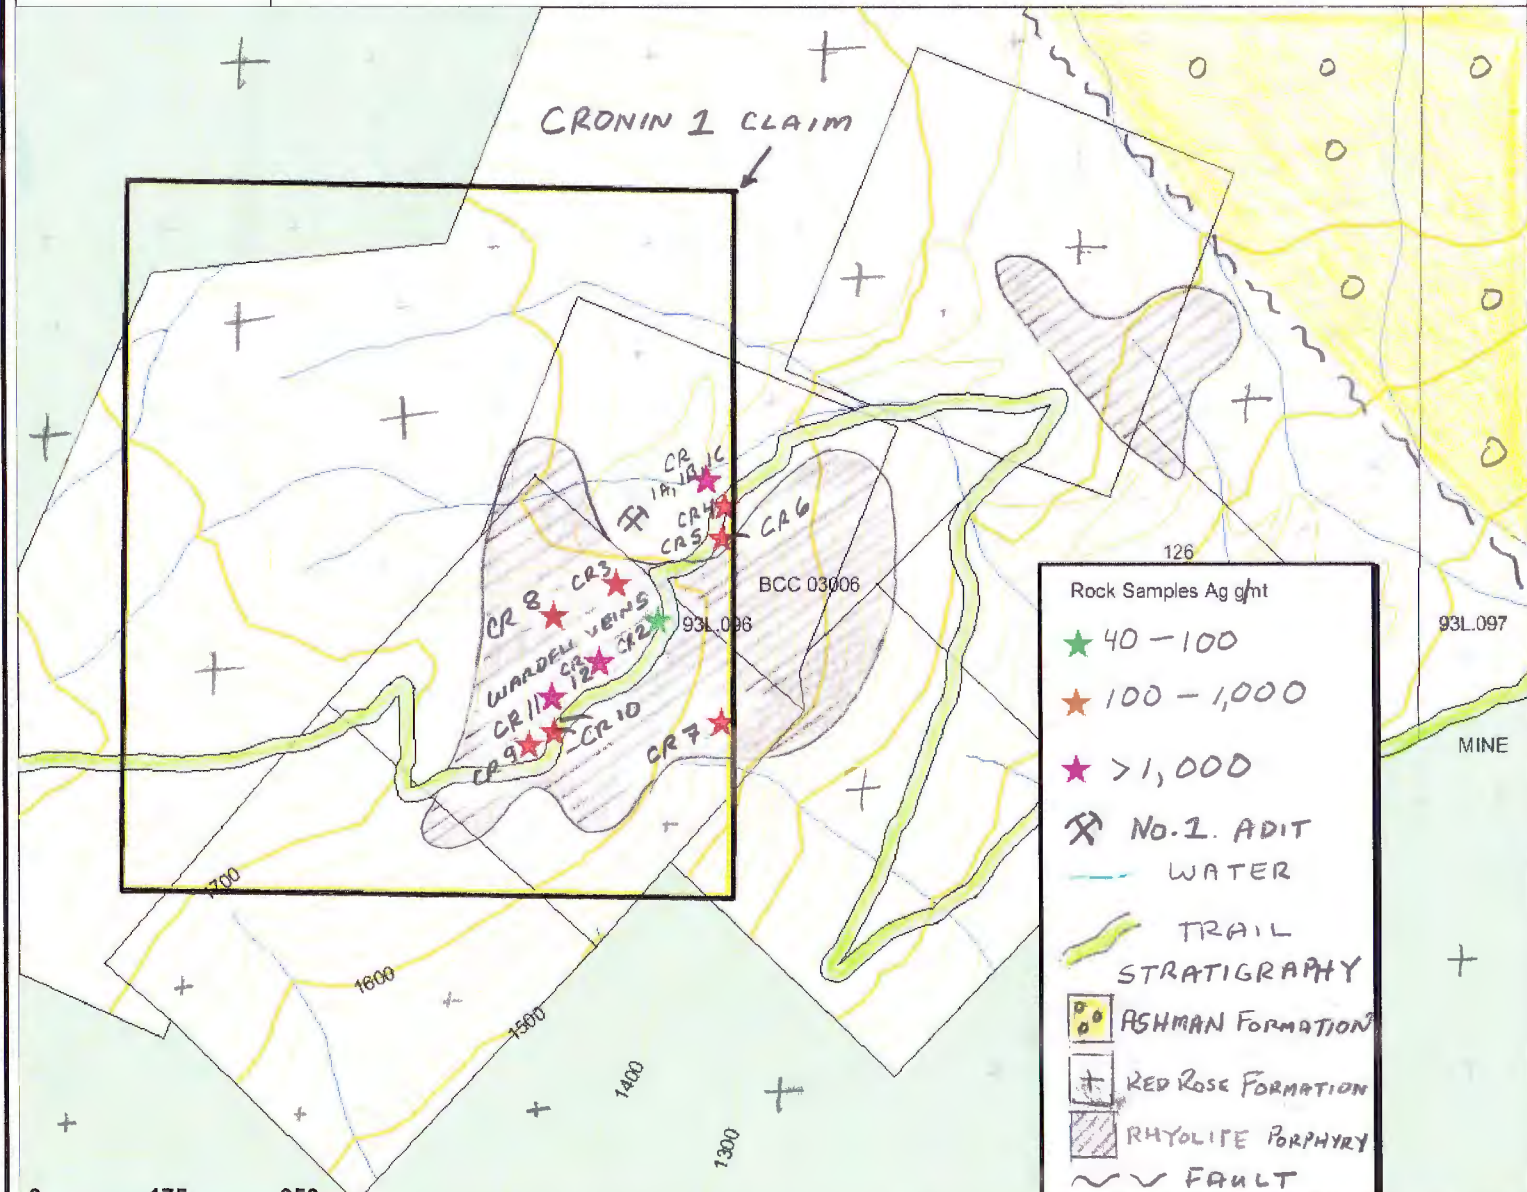 CRONIN 1 CLAIM
CR
1A, 1B, 1C
CR4
CR5
CR6
CR3
CR 8
BCC 03006
WARDELL VEINS
CR2
93L.096
CR
12
CR 11
CR 10
CR 9
CR 7
126
93L.097
MINE
1700
1600
1500
1400
1300
Rock Samples Ag g/mt
40 - 100
100 - 1,000
>1,000
No. 1. ADIT
WATER
TRAIL
STRATIGRAPHY
ASHMAN FORMATION
RED ROSE FORMATION
RHYOLITE PORPHYRY
FAULT